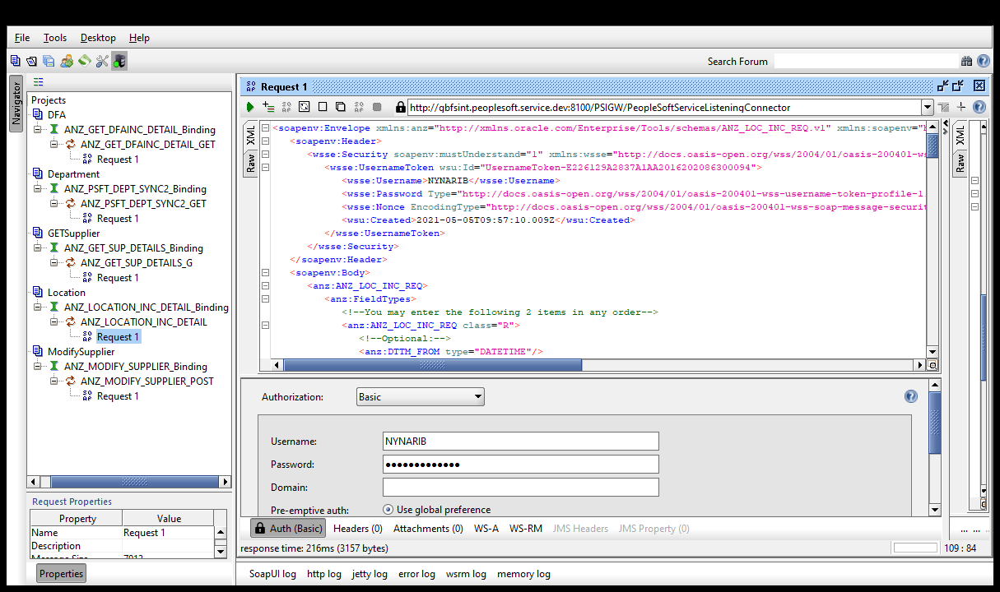 File Tools Desktop Help
Search Forum
Navigator
Projects
DFA
ANZ_GET_DFAINC_DETAIL_Binding
ANZ_GET_DFAINC_DETAIL_GET
Request 1
Department
ANZ_PSFT_DEPT_SYNC2_Binding
ANZ_PSFT_DEPT_SYNC2_GET
Request 1
GETSupplier
ANZ_GET_SUP_DETAILS_Binding
ANZ_GET_SUP_DETAILS_G
Request 1
Location
ANZ_LOCATION_INC_DETAIL_Binding
ANZ_LOCATION_INC_DETAIL
Request 1
ModifySupplier
ANZ_MODIFY_SUPPLIER_Binding
ANZ_MODIFY_SUPPLIER_POST
Request 1
Request Properties
Property Value
Name Request 1
Description
Message Size 7013
Properties
Request 1
http://qbfsint.peoplesoft.service.dev:8100/PSIGW/PeopleSoftServiceListeningConnector
XML
Raw
<soapenv:Envelope xmlns:anz="http://xmlns.oracle.com/Enterprise/Tools/schemas/ANZ_LOC_INC_REQ.v1" xmlns:soapenv="h
<soapenv:Header>
<wsse:Security soapenv:mustUnderstand="1" xmlns:wsse="http://docs.oasis-open.org/wss/2004/01/oasis-200401-ws
<wsse:UsernameToken wsu:Id="UsernameToken-E226129A2837A1AA2016202086300094">
<wsse:Username>NYNARIB</wsse:Username>
<wsse:Password Type="http://docs.oasis-open.org/wss/2004/01/oasis-200401-wss-username-token-profile-1.
<wsse:Nonce EncodingType="http://docs.oasis-open.org/wss/2004/01/oasis-200401-wss-soap-message-securit
<wsu:Created>2021-05-05T09:57:10.009Z</wsu:Created>
</wsse:UsernameToken>
</wsse:Security>
</soapenv:Header>
<soapenv:Body>
<anz:ANZ_LOC_INC_REQ>
<anz:FieldTypes>
<!--You may enter the following 2 items in any order-->
<anz:ANZ_LOC_INC_REQ class="R">
<!--Optional:-->
<anz:DTTM_FROM type="DATETIME"/>
XML
Raw
Authorization: Basic
Username: NYNARIB
Password: •••••••••••••
Domain:
Pre-emptive auth: Use global preference
Auth (Basic) Headers (0) Attachments (0) WS-A WS-RM JMS Headers JMS Property (0)
response time: 216ms (3157 bytes)
109 : 84
SoapUI log http log jetty log error log wsrm log memory log